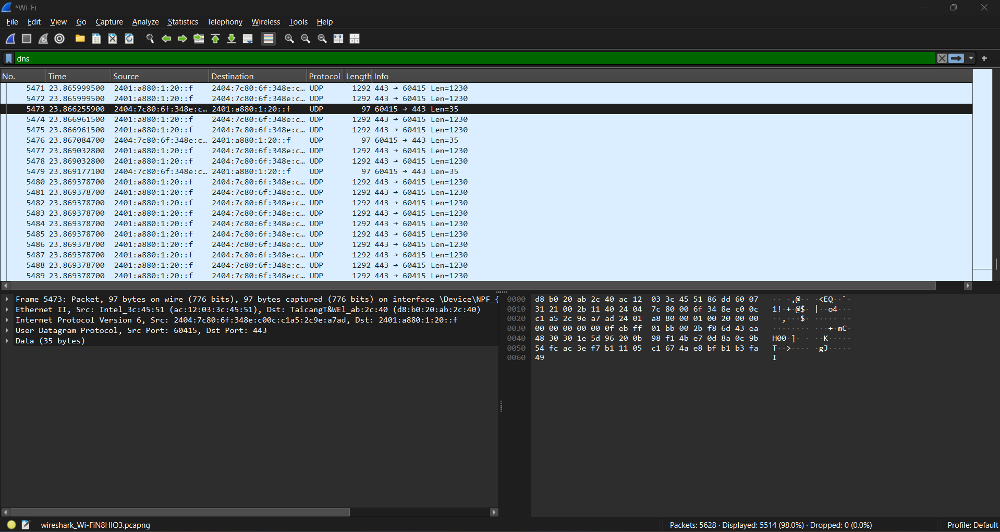 *Wi-Fi
File Edit View Go Capture Analyze Statistics Telephony Wireless Tools Help
dns
No. Time Source Destination Protocol Length Info
5471 23.865999500 2401:a880:1:20::f 2404:7c80:6f:348e:c… UDP 1292 443 → 60415 Len=1230
5472 23.865999500 2401:a880:1:20::f 2404:7c80:6f:348e:c… UDP 1292 443 → 60415 Len=1230
5473 23.866255900 2404:7c80:6f:348e:c… 2401:a880:1:20::f UDP 97 60415 → 443 Len=35
5474 23.866961500 2401:a880:1:20::f 2404:7c80:6f:348e:c… UDP 1292 443 → 60415 Len=1230
5475 23.866961500 2401:a880:1:20::f 2404:7c80:6f:348e:c… UDP 1292 443 → 60415 Len=1230
5476 23.867084700 2404:7c80:6f:348e:c… 2401:a880:1:20::f UDP 97 60415 → 443 Len=35
5477 23.869032800 2401:a880:1:20::f 2404:7c80:6f:348e:c… UDP 1292 443 → 60415 Len=1230
5478 23.869032800 2401:a880:1:20::f 2404:7c80:6f:348e:c… UDP 1292 443 → 60415 Len=1230
5479 23.869177100 2404:7c80:6f:348e:c… 2401:a880:1:20::f UDP 97 60415 → 443 Len=35
5480 23.869378700 2401:a880:1:20::f 2404:7c80:6f:348e:c… UDP 1292 443 → 60415 Len=1230
5481 23.869378700 2401:a880:1:20::f 2404:7c80:6f:348e:c… UDP 1292 443 → 60415 Len=1230
5482 23.869378700 2401:a880:1:20::f 2404:7c80:6f:348e:c… UDP 1292 443 → 60415 Len=1230
5483 23.869378700 2401:a880:1:20::f 2404:7c80:6f:348e:c… UDP 1292 443 → 60415 Len=1230
5484 23.869378700 2401:a880:1:20::f 2404:7c80:6f:348e:c… UDP 1292 443 → 60415 Len=1230
5485 23.869378700 2401:a880:1:20::f 2404:7c80:6f:348e:c… UDP 1292 443 → 60415 Len=1230
5486 23.869378700 2401:a880:1:20::f 2404:7c80:6f:348e:c… UDP 1292 443 → 60415 Len=1230
5487 23.869378700 2401:a880:1:20::f 2404:7c80:6f:348e:c… UDP 1292 443 → 60415 Len=1230
5488 23.869378700 2401:a880:1:20::f 2404:7c80:6f:348e:c… UDP 1292 443 → 60415 Len=1230
5489 23.869378700 2401:a880:1:20::f 2404:7c80:6f:348e:c… UDP 1292 443 → 60415 Len=1230
Frame 5473: Packet, 97 bytes on wire (776 bits), 97 bytes captured (776 bits) on interface \Device\NPF_{
Ethernet II, Src: Intel_3c:45:51 (ac:12:03:3c:45:51), Dst: TaicangT&WEl_ab:2c:40 (d8:b0:20:ab:2c:40)
Internet Protocol Version 6, Src: 2404:7c80:6f:348e:c00c:c1a5:2c9e:a7ad, Dst: 2401:a880:1:20::f
User Datagram Protocol, Src Port: 60415, Dst Port: 443
Data (35 bytes)
0000 d8 b0 20 ab 2c 40 ac 12 03 3c 45 51 86 dd 60 07 ·· ·,@·· ·<EQ··`·
0010 31 21 00 2b 11 40 24 04 7c 80 00 6f 34 8e c0 0c 1!·+·@$· |··o4···
0020 c1 a5 2c 9e a7 ad 24 01 a8 80 00 01 00 20 00 00 ··,···$· ····· ··
0030 00 00 00 00 00 0f eb ff 01 bb 00 2b f8 6d 43 ea ········ ···+·mC·
0040 48 30 30 1e 5d 96 20 0b 98 f1 4b e7 0d 8a 0c 9b H00·]· · ··K·····
0050 54 fc ac 3e f7 b1 11 05 c1 67 4a e8 bf b1 b3 fa T··>···· ·gJ·····
0060 49 I
wireshark_Wi-FiN8HIO3.pcapng
Packets: 5628 · Displayed: 5514 (98.0%) · Dropped: 0 (0.0%)
Profile: Default